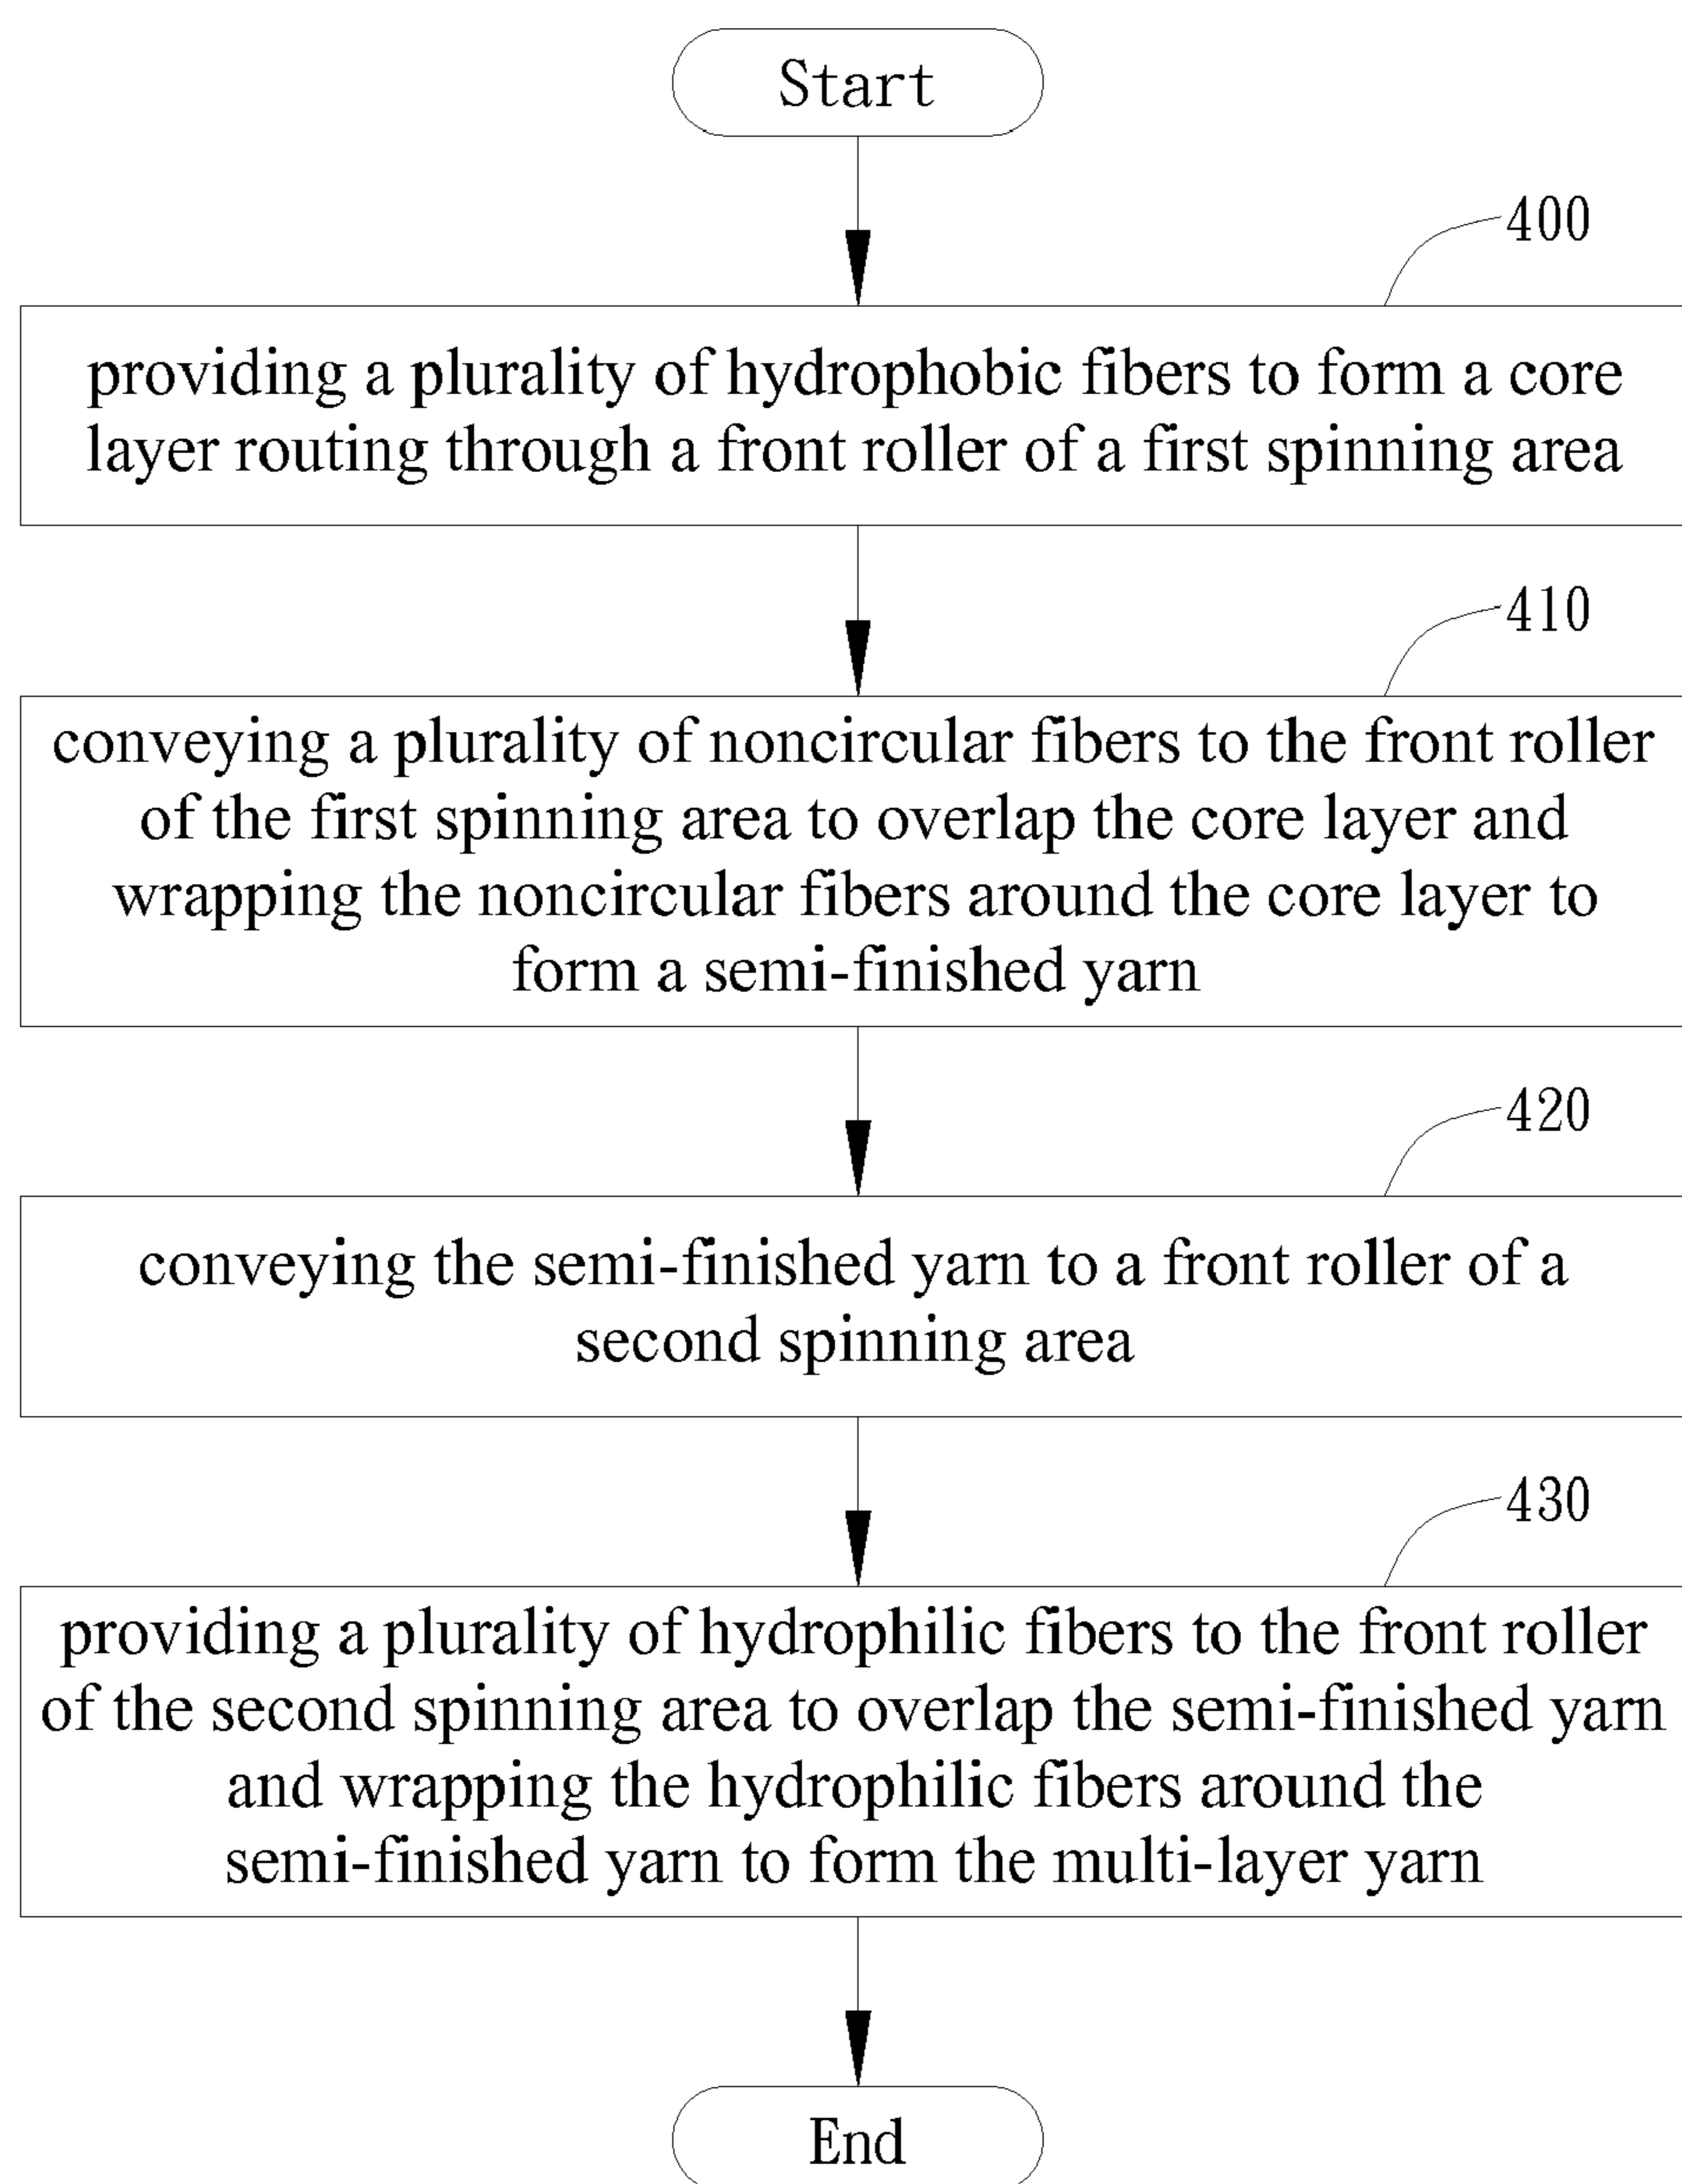 Start
400
providing a plurality of hydrophobic fibers to form a core
layer routing through a front roller of a first spinning area
410
conveying a plurality of noncircular fibers to the front roller
of the first spinning area to overlap the core layer and
wrapping the noncircular fibers around the core layer to
form a semi-finished yarn
420
conveying the semi-finished yarn to a front roller of a
second spinning area
430
providing a plurality of hydrophilic fibers to the front roller
of the second spinning area to overlap the semi-finished yarn
and wrapping the hydrophilic fibers around the
semi-finished yarn to form the multi-layer yarn
End